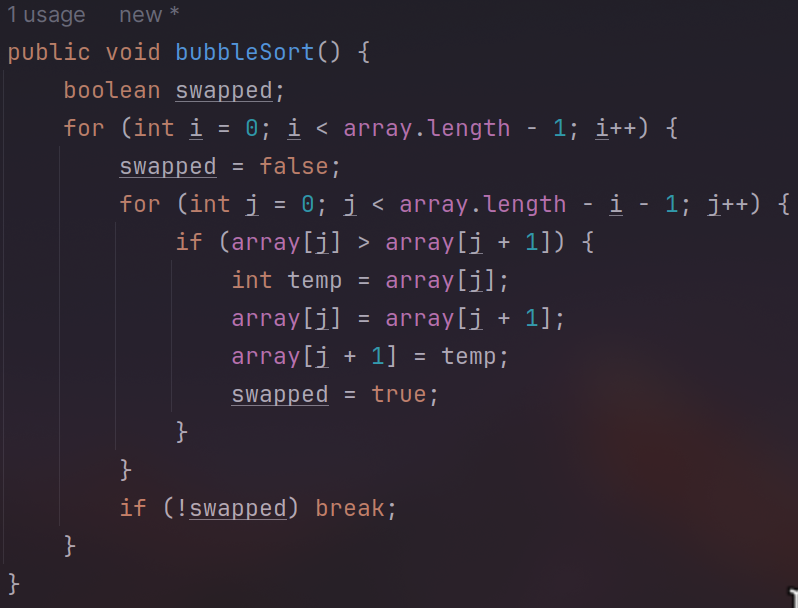 1 usage new *
public void bubbleSort() {
    boolean swapped;
    for (int i = 0; i < array.length - 1; i++) {
        swapped = false;
        for (int j = 0; j < array.length - i - 1; j++) {
            if (array[j] > array[j + 1]) {
                int temp = array[j];
                array[j] = array[j + 1];
                array[j + 1] = temp;
                swapped = true;
            }
        }
        if (!swapped) break;
    }
}